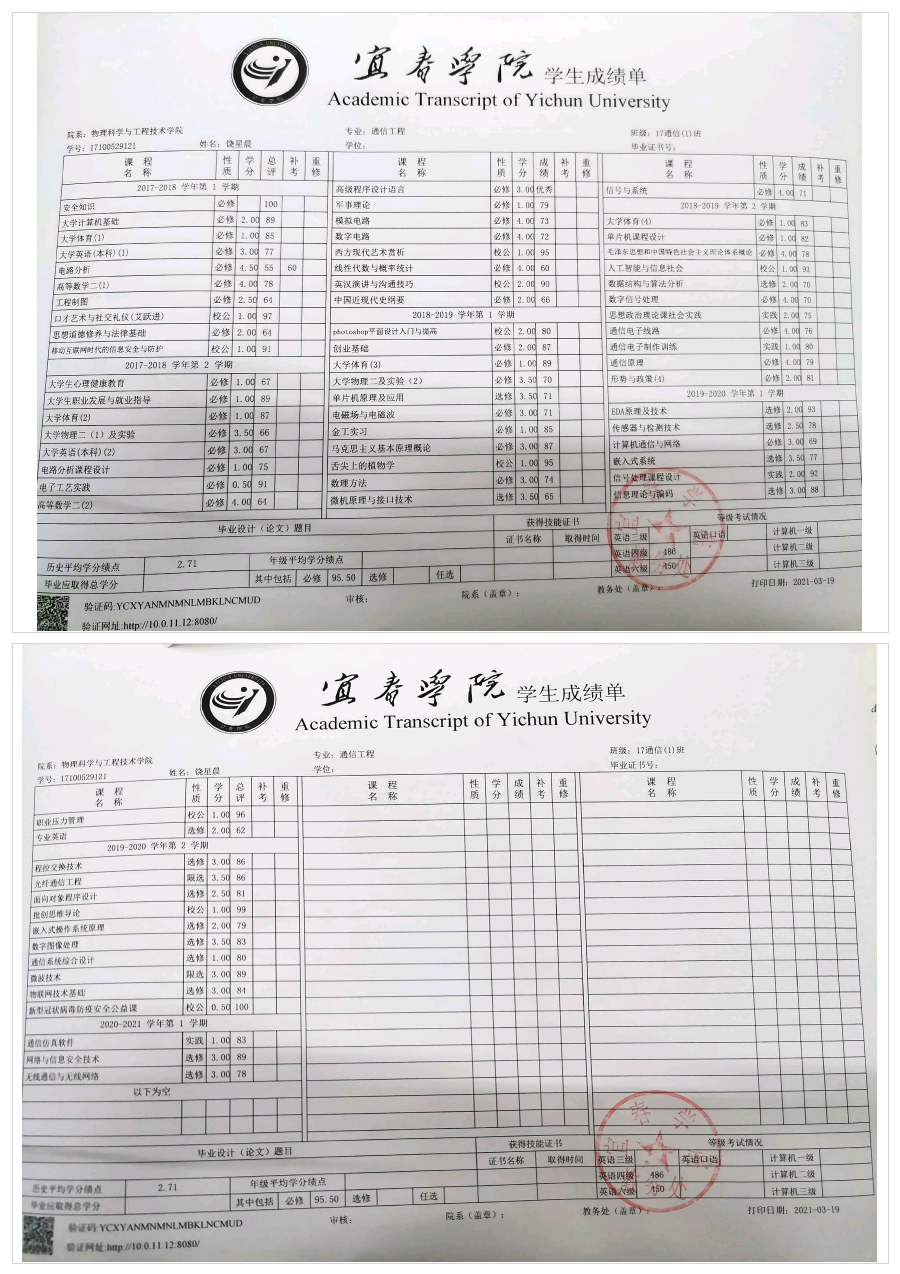 宜春学院 学生成绩单
Academic Transcript of Yichun University
院系：物理科学与工程技术学院 专业：通信工程 班级：17通信(1)班
学号：17100529121 姓名：饶星晨 学位： 毕业证书号：
课程名称 性质 学分 总评 补考 重修
2017-2018 学年第 1 学期
安全知识 必修 100
大学计算机基础 必修 2.00 89
大学体育(1) 必修 1.00 85
大学英语(本科)(1) 必修 3.00 77
电路分析 必修 4.50 55 60
高等数学二(1) 必修 4.00 78
工程制图 必修 2.50 64
口才艺术与社交礼仪(艾跃进) 校公 1.00 97
思想道德修养与法律基础 必修 2.00 64
移动互联网时代的信息安全与防护 校公 1.00 91
2017-2018 学年第 2 学期
大学生心理健康教育 必修 1.00 67
大学生职业发展与就业指导 必修 1.00 89
大学体育(2) 必修 1.00 87
大学物理二（1）及实验 必修 3.50 66
大学英语(本科)(2) 必修 3.00 67
电路分析课程设计 必修 1.00 75
电子工艺实践 必修 0.50 91
高等数学二(2) 必修 4.00 64
课程名称 性质 学分 成绩 补考 重修
高级程序设计语言 必修 3.00 优秀
军事理论 必修 1.00 79
模拟电路 必修 4.00 73
数字电路 必修 4.00 72
西方现代艺术赏析 校公 1.00 95
线性代数与概率统计 必修 4.00 60
英汉演讲与沟通技巧 校公 2.00 90
中国近现代史纲要 必修 2.00 66
2018-2019 学年第 1 学期
photoshop平面设计入门与提高 校公 2.00 80
创业基础 必修 2.00 87
大学体育(3) 必修 1.00 89
大学物理二及实验（2） 必修 3.50 70
单片机原理及应用 选修 3.50 71
电磁场与电磁波 必修 3.00 71
金工实习 必修 1.00 85
马克思主义基本原理概论 必修 3.00 87
舌尖上的植物学 校公 1.00 95
数理方法 必修 3.00 74
微机原理与接口技术 选修 3.50 65
课程名称 性质 学分 成绩 补考 重修
信号与系统 必修 4.00 71
2018-2019 学年第 2 学期
大学体育(4) 必修 1.00 83
单片机课程设计 必修 1.00 82
毛泽东思想和中国特色社会主义理论体系概论 必修 4.00 78
人工智能与信息社会 校公 1.00 93
数据结构与算法分析 选修 2.00 70
数字信号处理 必修 4.00 70
思想政治理论课社会实践 实践 2.00 75
通信电子线路 必修 4.00 76
通信电子制作训练 实践 1.00 80
通信原理 必修 4.00 79
形势与政策(4) 必修 2.00 81
2019-2020 学年第 1 学期
EDA原理及技术 选修 2.00 93
传感器与检测技术 选修 2.50 78
计算机通信与网络 必修 3.00 69
嵌入式系统 选修 3.50 77
信号处理课程设计 实践 2.00 92
信息理论与编码 选修 3.00 88
毕业设计（论文）题目 获得技能证书 等级考试情况
证书名称 取得时间 英语三级 英语口语 计算机一级
英语四级 486 计算机二级
英语六级 450 计算机三级
历史平均学分绩点 2.71 年级平均学分绩点
毕业应取得总学分 其中包括 必修 95.50 选修 任选
验证码:YCXYANMNMNLMBKLNCMUD 审核： 院系（盖章）： 教务处（盖章）： 打印日期：2021-03-19
验证网址:http://10.0.11.12:8080/
宜春学院 学生成绩单
Academic Transcript of Yichun University
院系：物理科学与工程技术学院 专业：通信工程 班级：17通信(1)班
学号：17100529121 姓名：饶星晨 学位： 毕业证书号：
课程名称 性质 学分 总评 补考 重修 课程名称 性质 学分 成绩 补考 重修 课程名称 性质 学分 成绩 补考 重修
职业压力管理 校公 1.00 96
专业英语 选修 2.00 62
2019-2020 学年第 2 学期
程控交换技术 选修 3.00 86
光纤通信工程 限选 3.50 86
面向对象程序设计 选修 2.50 81
批创思维导论 校公 1.00 99
嵌入式操作系统原理 选修 2.00 79
数字图像处理 选修 3.50 83
通信系统综合设计 选修 1.00 80
微波技术 限选 3.00 89
物联网技术基础 选修 3.00 84
新型冠状病毒防疫安全公益课 校公 0.50 100
2020-2021 学年第 1 学期
通信仿真软件 实践 1.00 83
网络与信息安全技术 选修 3.00 89
无线通信与无线网络 选修 3.00 78
以下为空
毕业设计（论文）题目 获得技能证书 等级考试情况
证书名称 取得时间 英语三级 英语口语 计算机一级
英语四级 486 计算机二级
英语六级 450 计算机三级
历史平均学分绩点 2.71 年级平均学分绩点
毕业应取得总学分 其中包括 必修 95.50 选修 任选
验证码:YCXYANMNMNLMBKLNCMUD 审核： 院系（盖章）： 教务处（盖章）： 打印日期：2021-03-19
验证网址:http://10.0.11.12:8080/